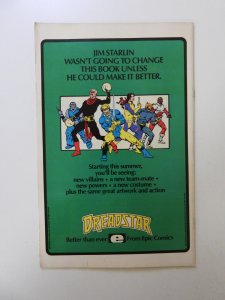 JIM STARLIN
WASN'T GOING TO CHANGE
THIS BOOK UNLESS
HE COULD MAKE IT BETTER.
Starting this summer,
you'll be seeing:
new villains • a new team-mate •
new powers • a new costume •
plus the same great artwork and action
DREADSTAR
Better than ever e From Epic Comics